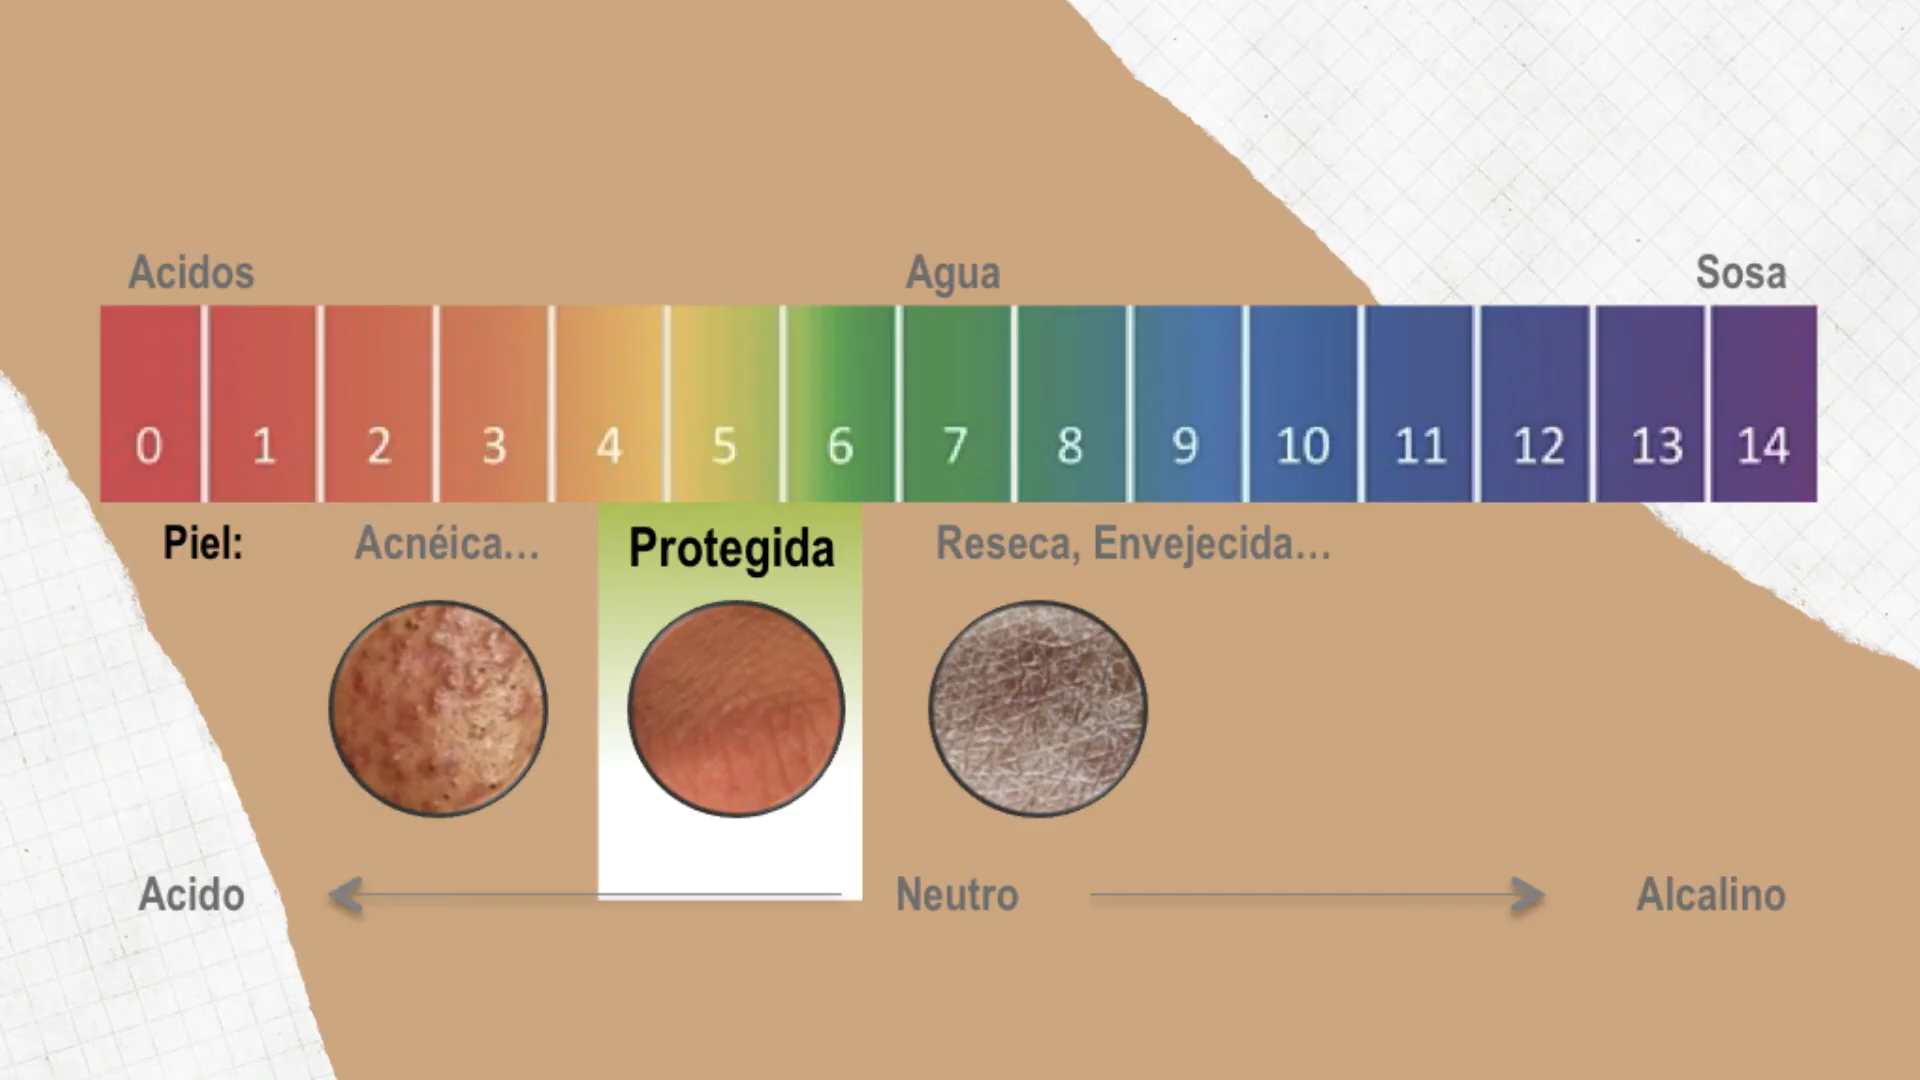 Acidos Agua Sosa
0 1 2 3 4 5 6 7 8 9 10 11 12 13 14
Piel: Acnéica... Protegida Reseca, Envejecida...
Acido Neutro Alcalino